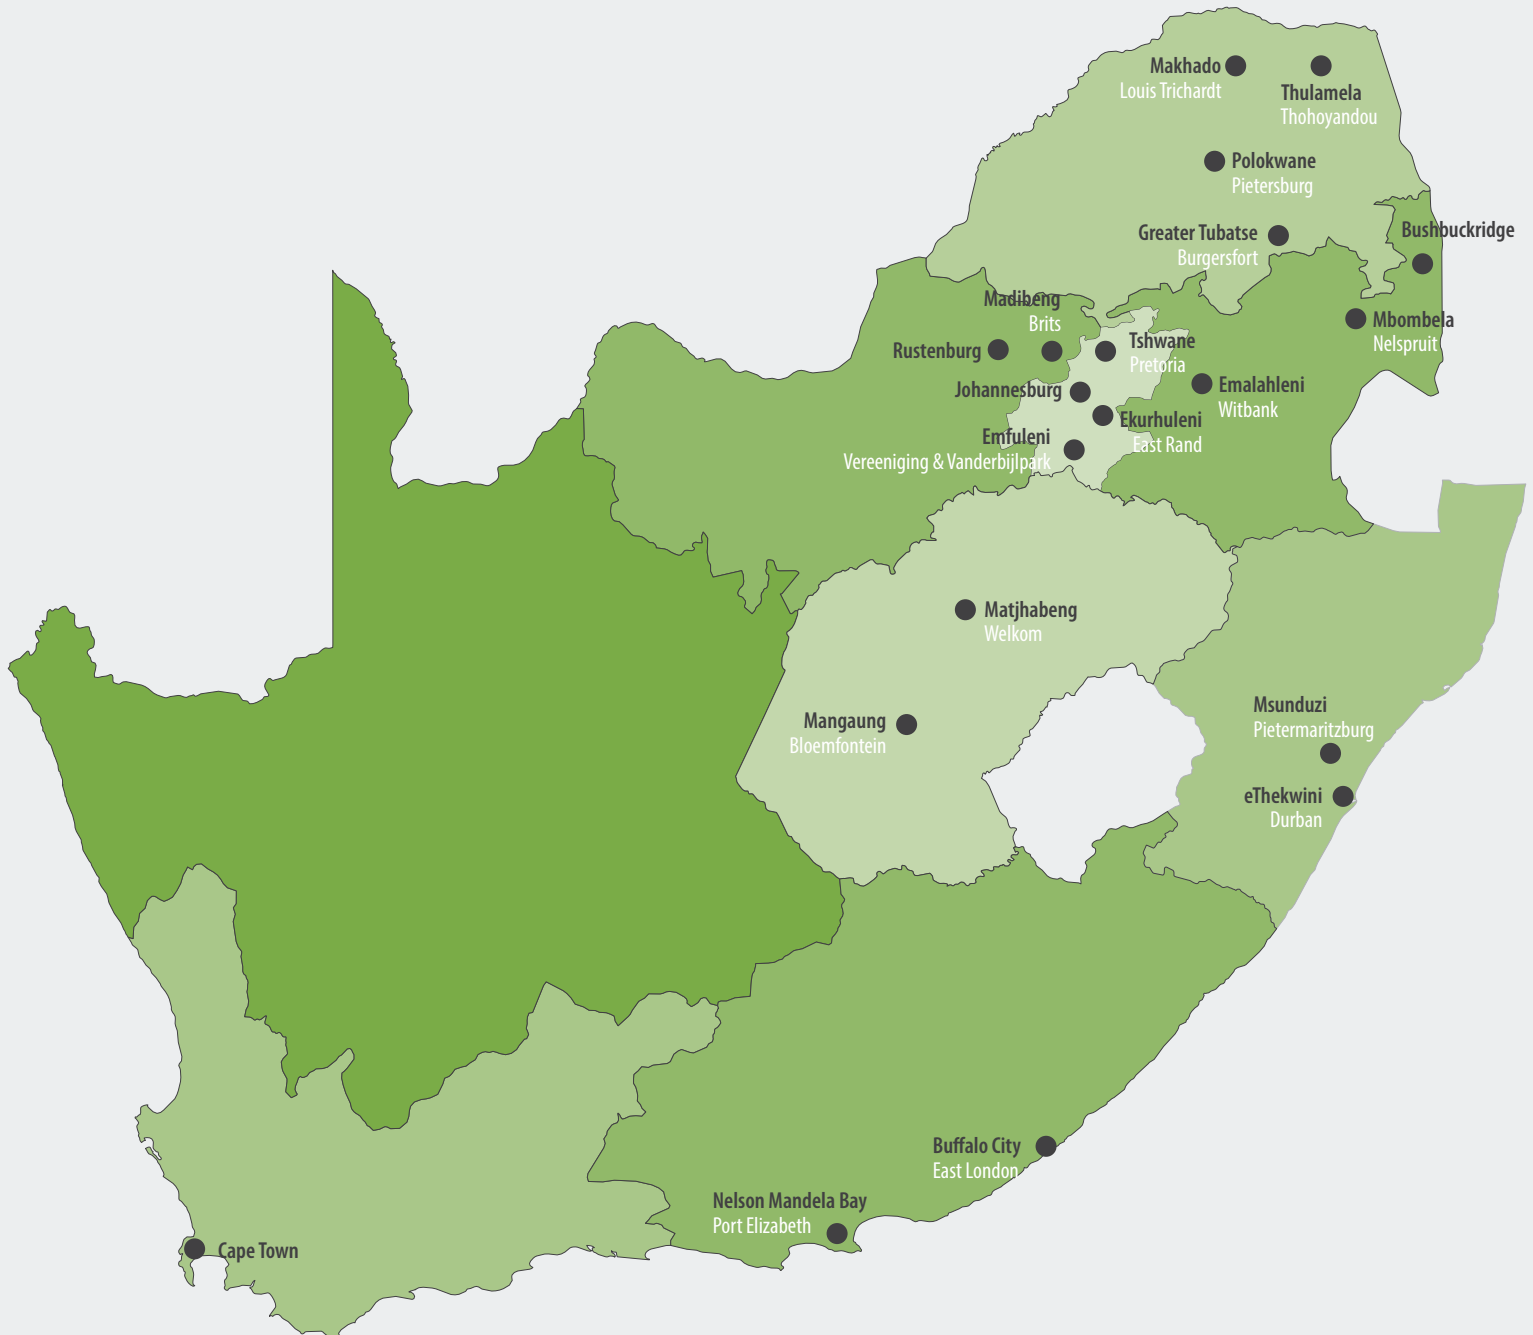 Makhado
Louis Trichardt
Thulamela
Thohoyandou
Polokwane
Pietersburg
Greater Tubatse
Burgersfort
Bushbuckridge
Madibeng
Brits
Mbombela
Nelspruit
Rustenburg
Tshwane
Pretoria
Johannesburg
Emalahleni
Witbank
Ekurhuleni
East Rand
Emfuleni
Vereeniging & Vanderbijlpark
Matjhabeng
Welkom
Mangaung
Bloemfontein
Msunduzi
Pietermaritzburg
eThekwini
Durban
Buffalo City
East London
Nelson Mandela Bay
Port Elizabeth
Cape Town